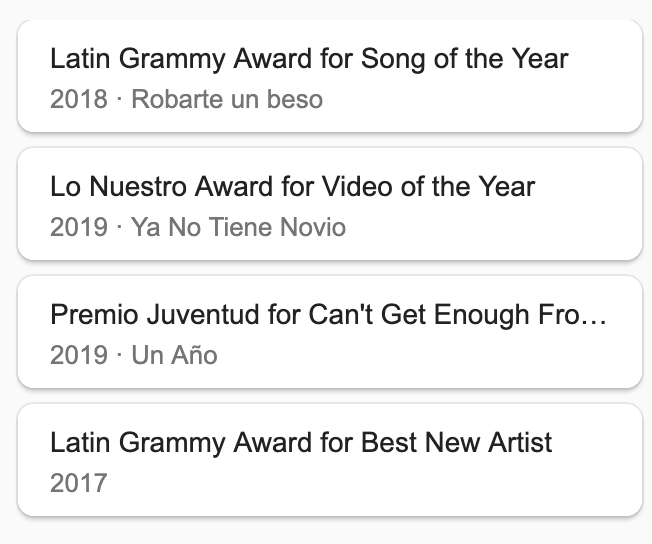 Latin Grammy Award for Song of the Year
2018 · Robarte un beso
Lo Nuestro Award for Video of the Year
2019 · Ya No Tiene Novio
Premio Juventud for Can't Get Enough Fro...
2019 · Un Año
Latin Grammy Award for Best New Artist
2017